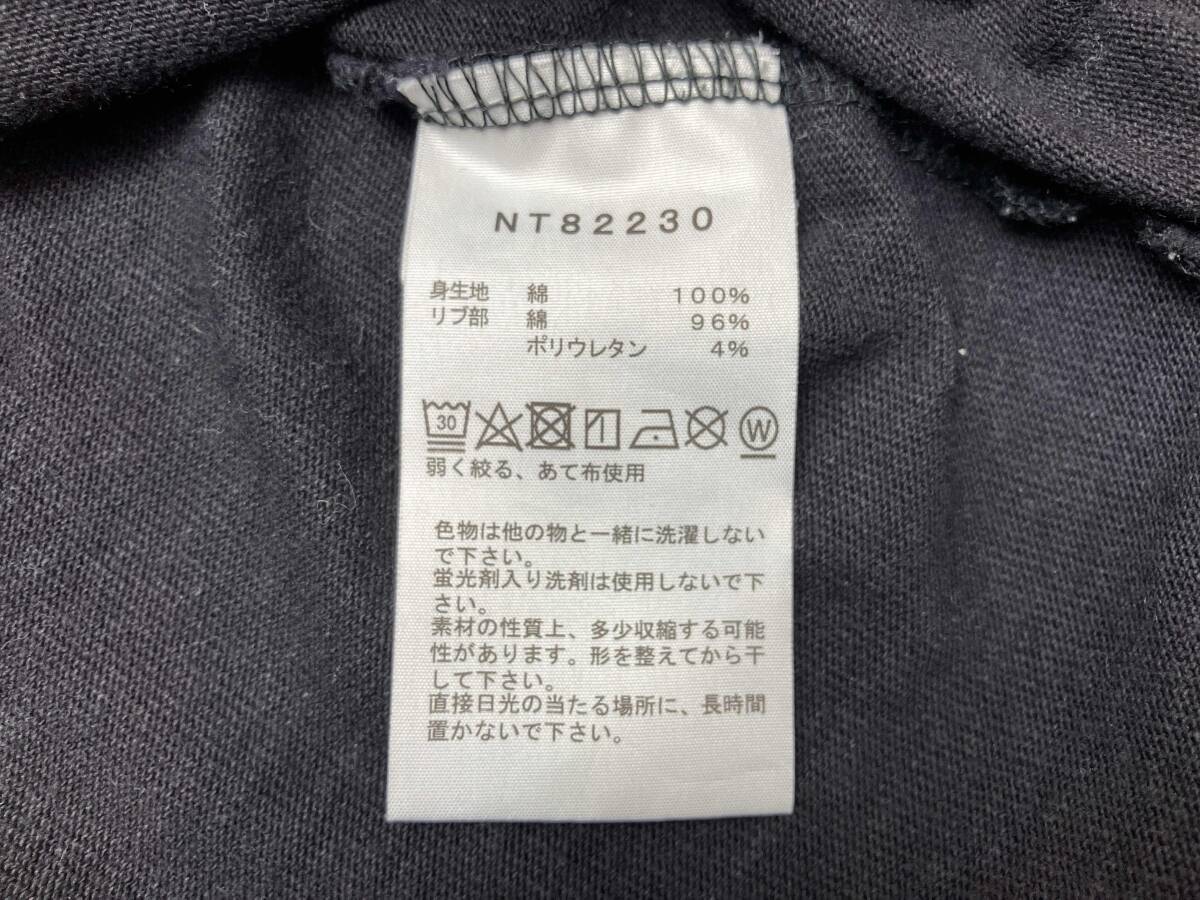 NT82230
身生地 綿 100%
リブ部 綿 96%
ポリウレタン 4%
30 W
弱く絞る、あて布使用
色物は他の物と一緒に洗濯しない
で下さい。
蛍光剤入り洗剤は使用しないで下
さい。
素材の性質上、多少収縮する可能
性があります。形を整えてから干
して下さい。
直接日光の当たる場所に、長時間
置かないで下さい。